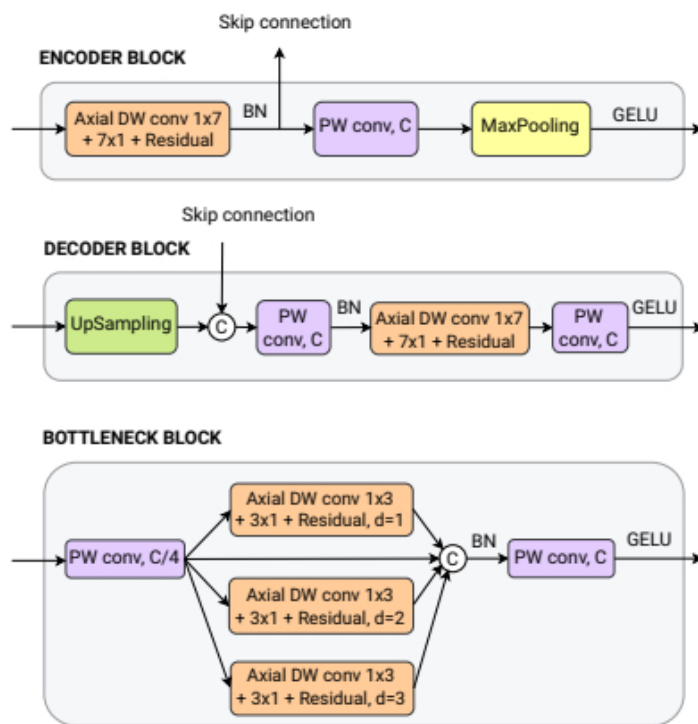 Skip connection
ENCODER BLOCK
Axial DW conv 1x7
+ 7x1 + Residual
BN
PW conv, C
MaxPooling
GELU
Skip connection
DECODER BLOCK
UpSampling
C
PW
conv, C
BN
Axial DW conv 1x7
+ 7x1 + Residual
PW
conv, C
GELU
BOTTLENECK BLOCK
PW conv, C/4
Axial DW conv 1x3
+ 3x1 + Residual, d=1
Axial DW conv 1x3
+ 3x1 + Residual, d=2
Axial DW conv 1x3
+ 3x1 + Residual, d=3
C
BN
PW conv, C
GELU